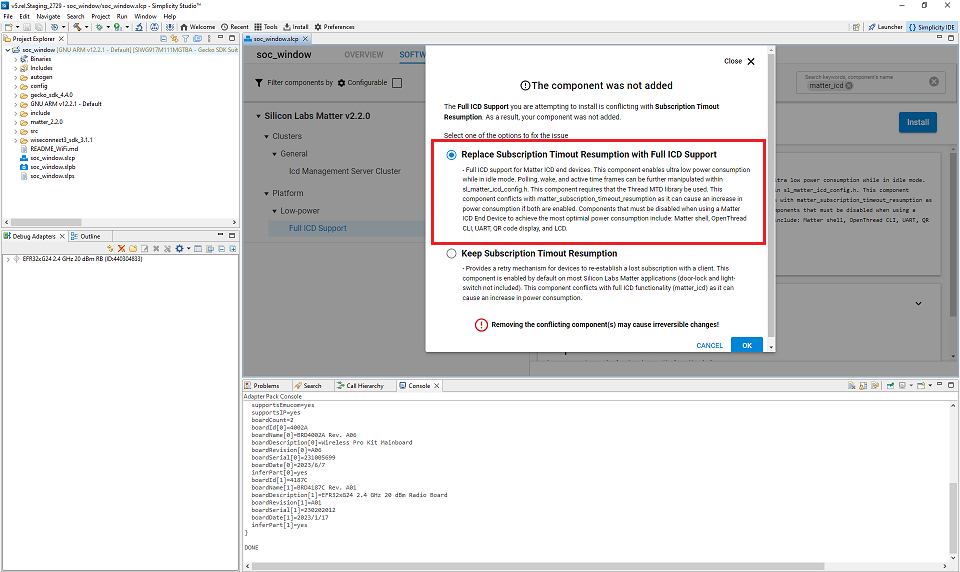 v5.rel.Staging_2729 - soc_window/soc_window.slcp - Simplicity Studio™
File Edit Navigate Search Project Run Window Help
Welcome Recent Tools Install Preferences
Launcher {} Simplicity IDE
Project Explorer
soc_window [GNU ARM v12.2.1 - Default] [SIWG917M111MGTBA - Gecko SDK Suit
Binaries
Includes
autogen
config
gecko_sdk_4.4.0
GNU ARM v12.2.1 - Default
include
matter_2.2.0
src
wiseconnect3_sdk_3.1.1
README_WiFi.md
soc_window.slcp
soc_window.slpb
soc_window.slps
Debug Adapters Outline
EFR32xG24 2.4 GHz 20 dBm RB (ID:440304833)
soc_window.slcp
soc_window OVERVIEW SOFTW
Filter components by Configurable
Search keywords, component's name
matter_icd
Install
Silicon Labs Matter v2.2.0
Clusters
General
Icd Management Server Cluster
Platform
Low-power
Full ICD Support
ltra low power consumption while in idle mode.
n sl_matter_icd_config.h. This component
with matter_subscription_timeout_resumption as
mponents that must be disabled when using a
nclude: Matter shell, OpenThread CLI, UART, QR
Close
The component was not added
The Full ICD Support you are attempting to install is conflicting with Subscription Timout
Resumption. As a result, your component was not added.
Select one of the options to fix the issue
Replace Subscription Timout Resumption with Full ICD Support
- Full ICD support for Matter ICD end devices. This component enables ultra low power consumption
while in idle mode. Polling, wake, and active time frames can be further manipulated within
sl_matter_icd_config.h. This component requires that the Thread MTD library be used. This
component conflicts with matter_subscription_timeout_resumption as it can cause an increase in
power consumption if both are enabled. Components that must be disabled when using a Matter
ICD End Device to achieve the most optimial power consumption include: Matter shell, OpenThread
CLI, UART, QR code display, and LCD.
Keep Subscription Timout Resumption
- Provides a retry mechanism for devices to re-establish a lost subscription with a client. This
component is enabled by default on most Silicon Labs Matter applications (door-lock and light-
switch not included). This component conflicts with full ICD functionality (matter_icd) as it can
cause an increase in power consumption.
Removing the conflicting component(s) may cause irreversible changes!
CANCEL OK
Problems Search Call Hierarchy Console
Adapter Pack Console
supportsEmucom=yes
supportsIP=yes
boardCount=2
boardId[0]=4002A
boardName[0]=BRD4002A Rev. A06
boardDescription[0]=Wireless Pro Kit Mainboard
boardRevision[0]=A06
boardSerial[0]=231005699
boardDate[0]=2023/6/7
inferPart[0]=yes
boardId[1]=4187C
boardName[1]=BRD4187C Rev. A01
boardDescription[1]=EFR32xG24 2.4 GHz 20 dBm Radio Board
boardRevision[1]=A01
boardSerial[1]=230202012
boardDate[1]=2023/1/17
inferPart[1]=yes
}
DONE